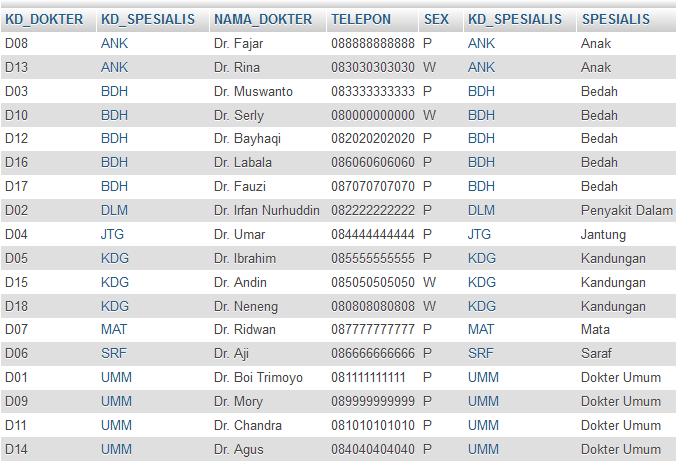 KD_DOKTER KD_SPESIALIS NAMA_DOKTER TELEPON SEX KD_SPESIALIS SPESIALIS
D08 ANK Dr. Fajar 088888888888 P ANK Anak
D13 ANK Dr. Rina 083030303030 W ANK Anak
D03 BDH Dr. Muswanto 083333333333 P BDH Bedah
D10 BDH Dr. Serly 080000000000 W BDH Bedah
D12 BDH Dr. Bayhaqi 082020202020 P BDH Bedah
D16 BDH Dr. Labala 086060606060 P BDH Bedah
D17 BDH Dr. Fauzi 087070707070 P BDH Bedah
D02 DLM Dr. Irfan Nurhuddin 082222222222 P DLM Penyakit Dalam
D04 JTG Dr. Umar 084444444444 P JTG Jantung
D05 KDG Dr. Ibrahim 085555555555 P KDG Kandungan
D15 KDG Dr. Andin 085050505050 W KDG Kandungan
D18 KDG Dr. Neneng 080808080808 W KDG Kandungan
D07 MAT Dr. Ridwan 087777777777 P MAT Mata
D06 SRF Dr. Aji 086666666666 P SRF Saraf
D01 UMM Dr. Boi Trimoyo 081111111111 P UMM Dokter Umum
D09 UMM Dr. Mory 089999999999 P UMM Dokter Umum
D11 UMM Dr. Chandra 081010101010 P UMM Dokter Umum
D14 UMM Dr. Agus 084040404040 P UMM Dokter Umum